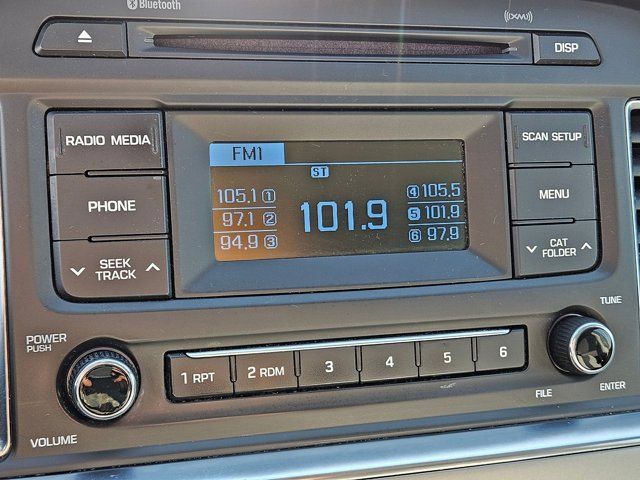 Bluetooth
((XM))
DISP
RADIO MEDIA
PHONE
SEEK
TRACK
FM1
ST
105.1 1
97.1 2
94.9 3
101.9
4 105.5
5 101.9
6 97.9
SCAN SETUP
MENU
CAT
FOLDER
POWER
PUSH
VOLUME
1 RPT
2 RDM
3
4
5
6
TUNE
FILE
ENTER